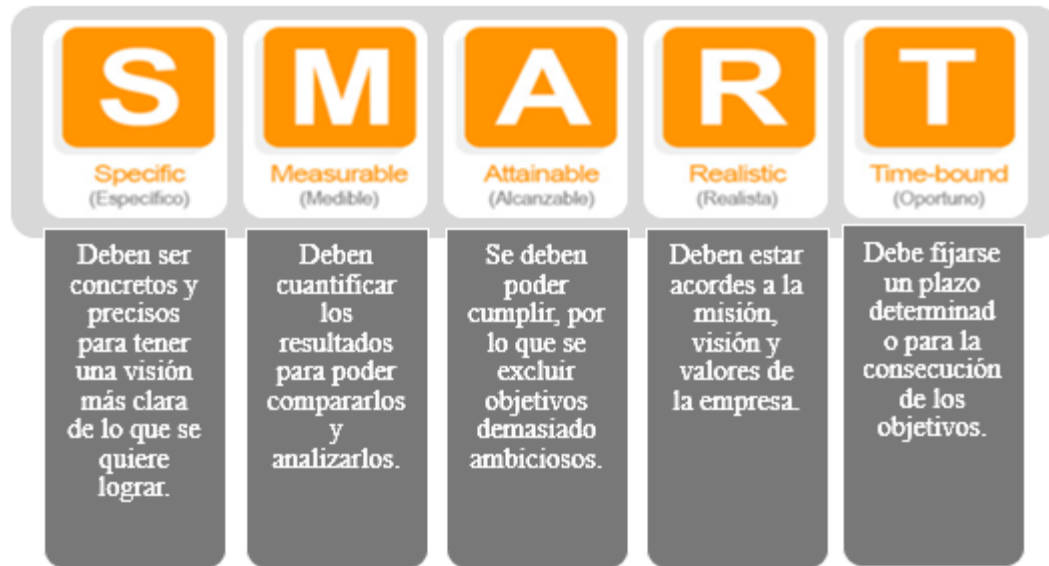 S
Specific
(Específico)
Deben ser
concretos y
precisos
para tener
una visión
más clara
de lo que se
quiere
lograr.
M
Measurable
(Medible)
Deben
cuantificar
los
resultados
para poder
compararlos
y
analizarlos.
A
Attainable
(Alcanzable)
Se deben
poder
cumplir, por
lo que se
excluir
objetivos
demasiado
ambiciosos.
R
Realistic
(Realista)
Deben estar
acordes a la
misión,
visión y
valores de
la empresa.
T
Time-bound
(Oportuno)
Debe fijarse
un plazo
determinad
o para la
consecución
de los
objetivos.